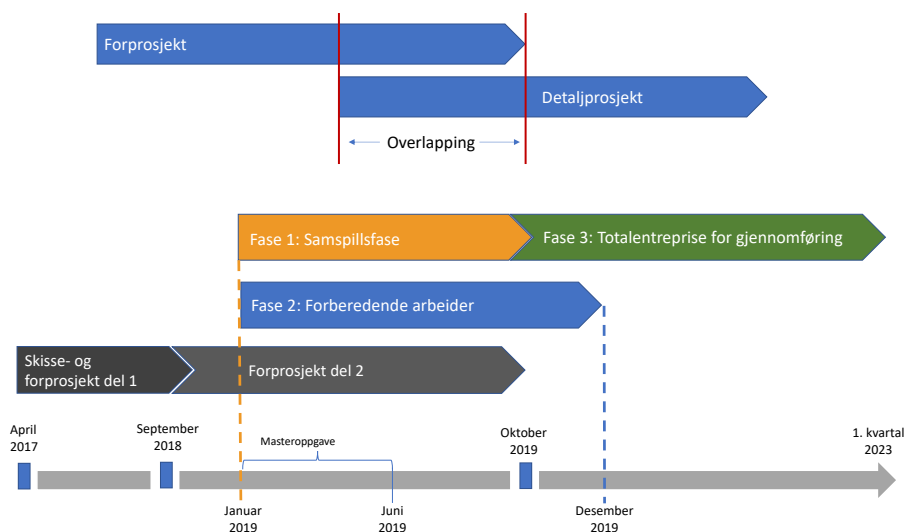 Forprosjekt
Detaljprosjekt
Overlapping
Fase 1: Samspillsfase
Fase 3: Totalentreprise for gjennomføring
Fase 2: Forberedende arbeider
Skisse- og
forprosjekt del 1
Forprosjekt del 2
April
2017
September
2018
Masteroppgave
Oktober
2019
1. kvartal
2023
Januar
2019
Juni
2019
Desember
2019